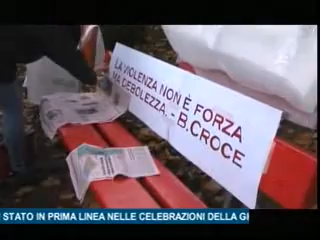 LA VIOLENZA NON È FORZA
MA DEBOLEZZA. - B.CROCE
STATO IN PRIMA LINEA NELLE CELEBRAZIONI DELLA GI